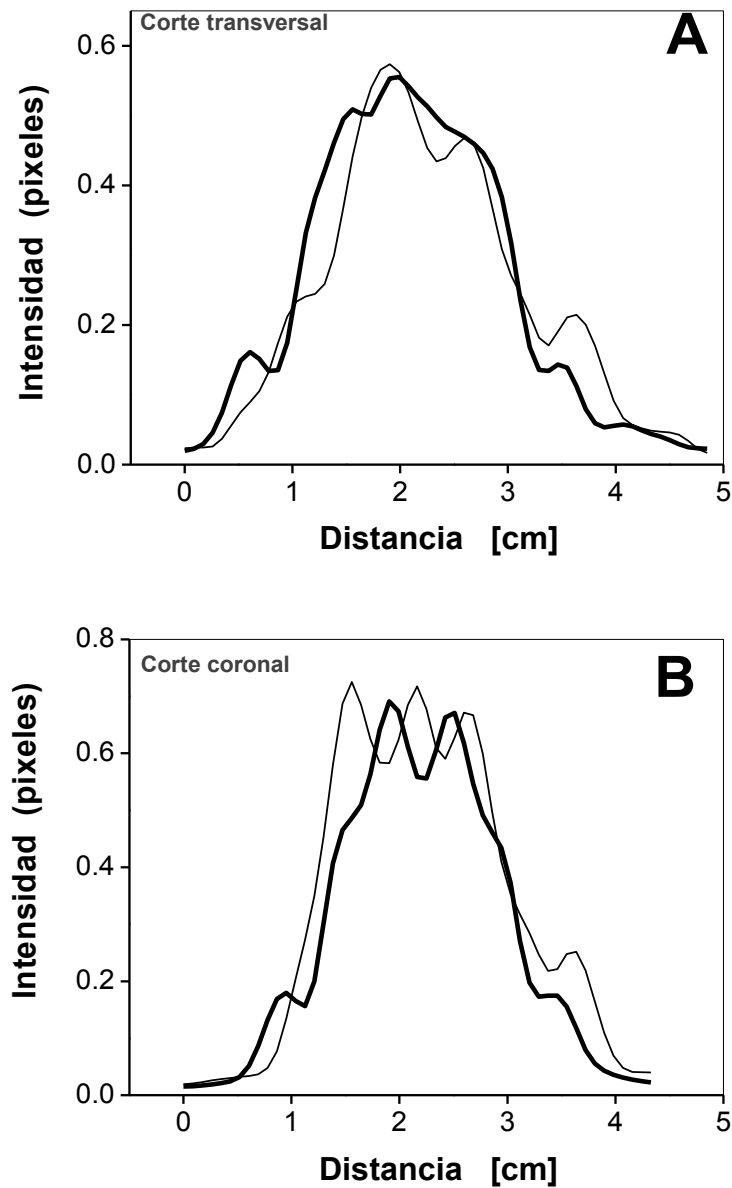 Corte transversal
A
0.6
0.4
0.2
0.0
Intensidad (pixeles)
0 1 2 3 4 5
Distancia [cm]
Corte coronal
B
0.8
0.6
0.4
0.2
0.0
Intensidad (pixeles)
0 1 2 3 4 5
Distancia [cm]